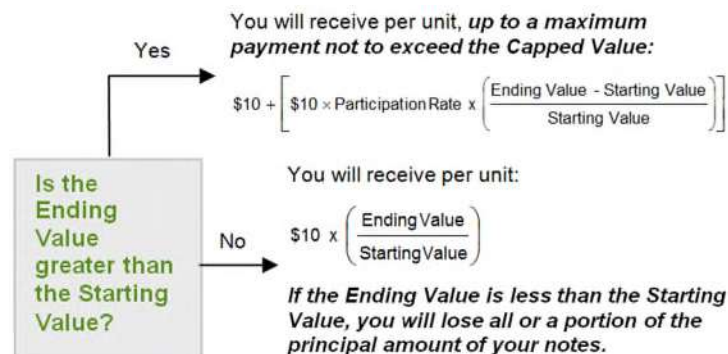 You will receive per unit, up to a maximum
payment not to exceed the Capped Value:
Yes
$10 + [ $10 × Participation Rate x ( Ending Value - Starting Value / Starting Value ) ]
Is the
Ending
Value
greater than
the Starting
Value?
No
You will receive per unit:
$10 x ( Ending Value / Starting Value )
If the Ending Value is less than the Starting
Value, you will lose all or a portion of the
principal amount of your notes.